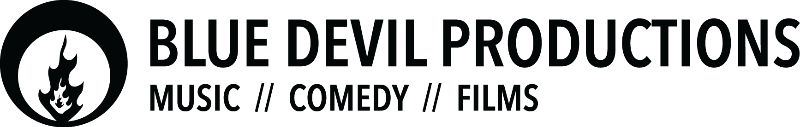 BLUE DEVIL PRODUCTIONS
MUSIC // COMEDY // FILMS